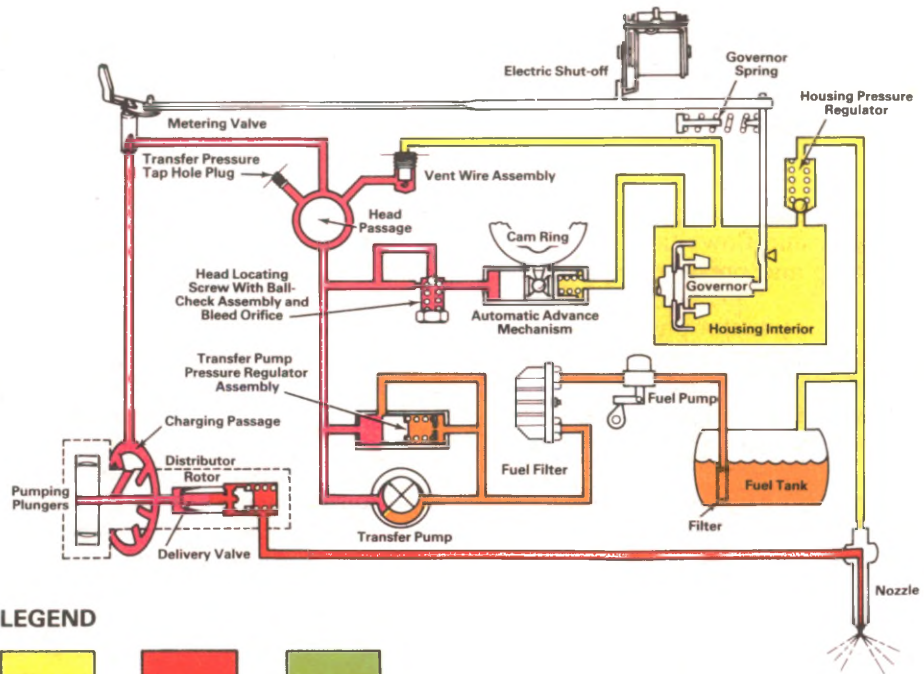 Electric Shut-off
Governor
Spring
Housing Pressure
Regulator
Metering Valve
Transfer Pressure
Tap Hole Plug
Vent Wire Assembly
Head
Passage
Cam Ring
Head Locating
Screw With Ball-
Check Assembly and
Bleed Orifice
Automatic Advance
Mechanism
Governor
Housing Interior
Transfer Pump
Pressure Regulator
Assembly
Fuel Pump
Charging Passage
Distributor
Rotor
Fuel Filter
Fuel Tank
Pumping
Plungers
Filter
Delivery Valve
Transfer Pump
Nozzle
LEGEND